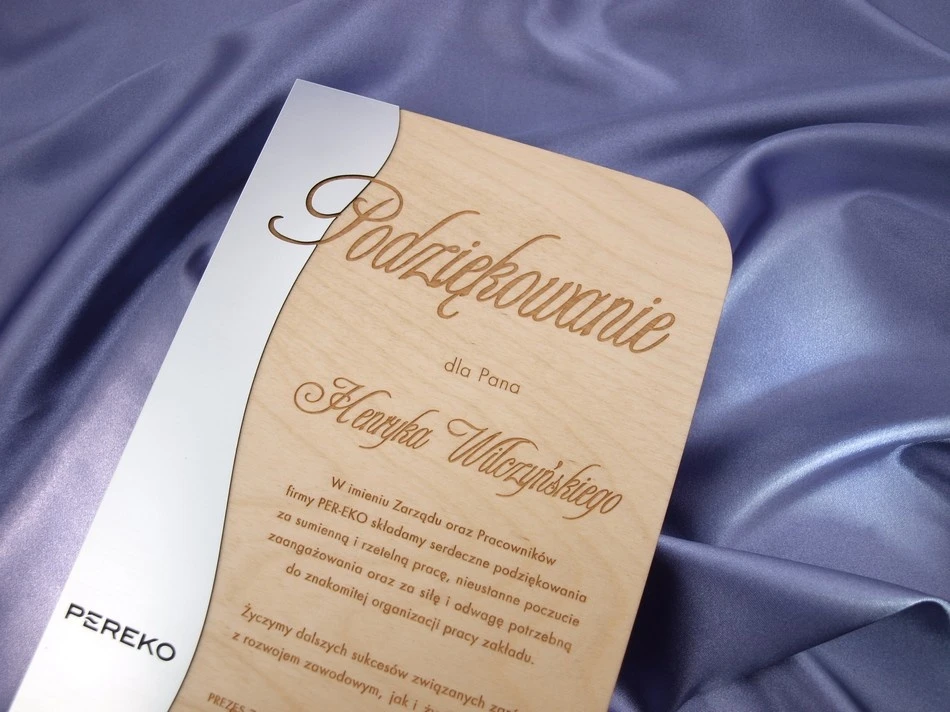 Podziękowanie
dla Pana
Henryka Wilczyńskiego
W imieniu Zarządu oraz Pracowników
firmy PER-EKO składamy serdeczne podziękowania
za sumienną i rzetelną pracę, nieustanne poczucie
zaangażowania oraz za siłę i odwagę potrzebną
do znakomitej organizacji pracy zakładu.
Życzymy dalszych sukcesów związanych
z rozwojem zawodowym, jak i
PREZES
PEREKO